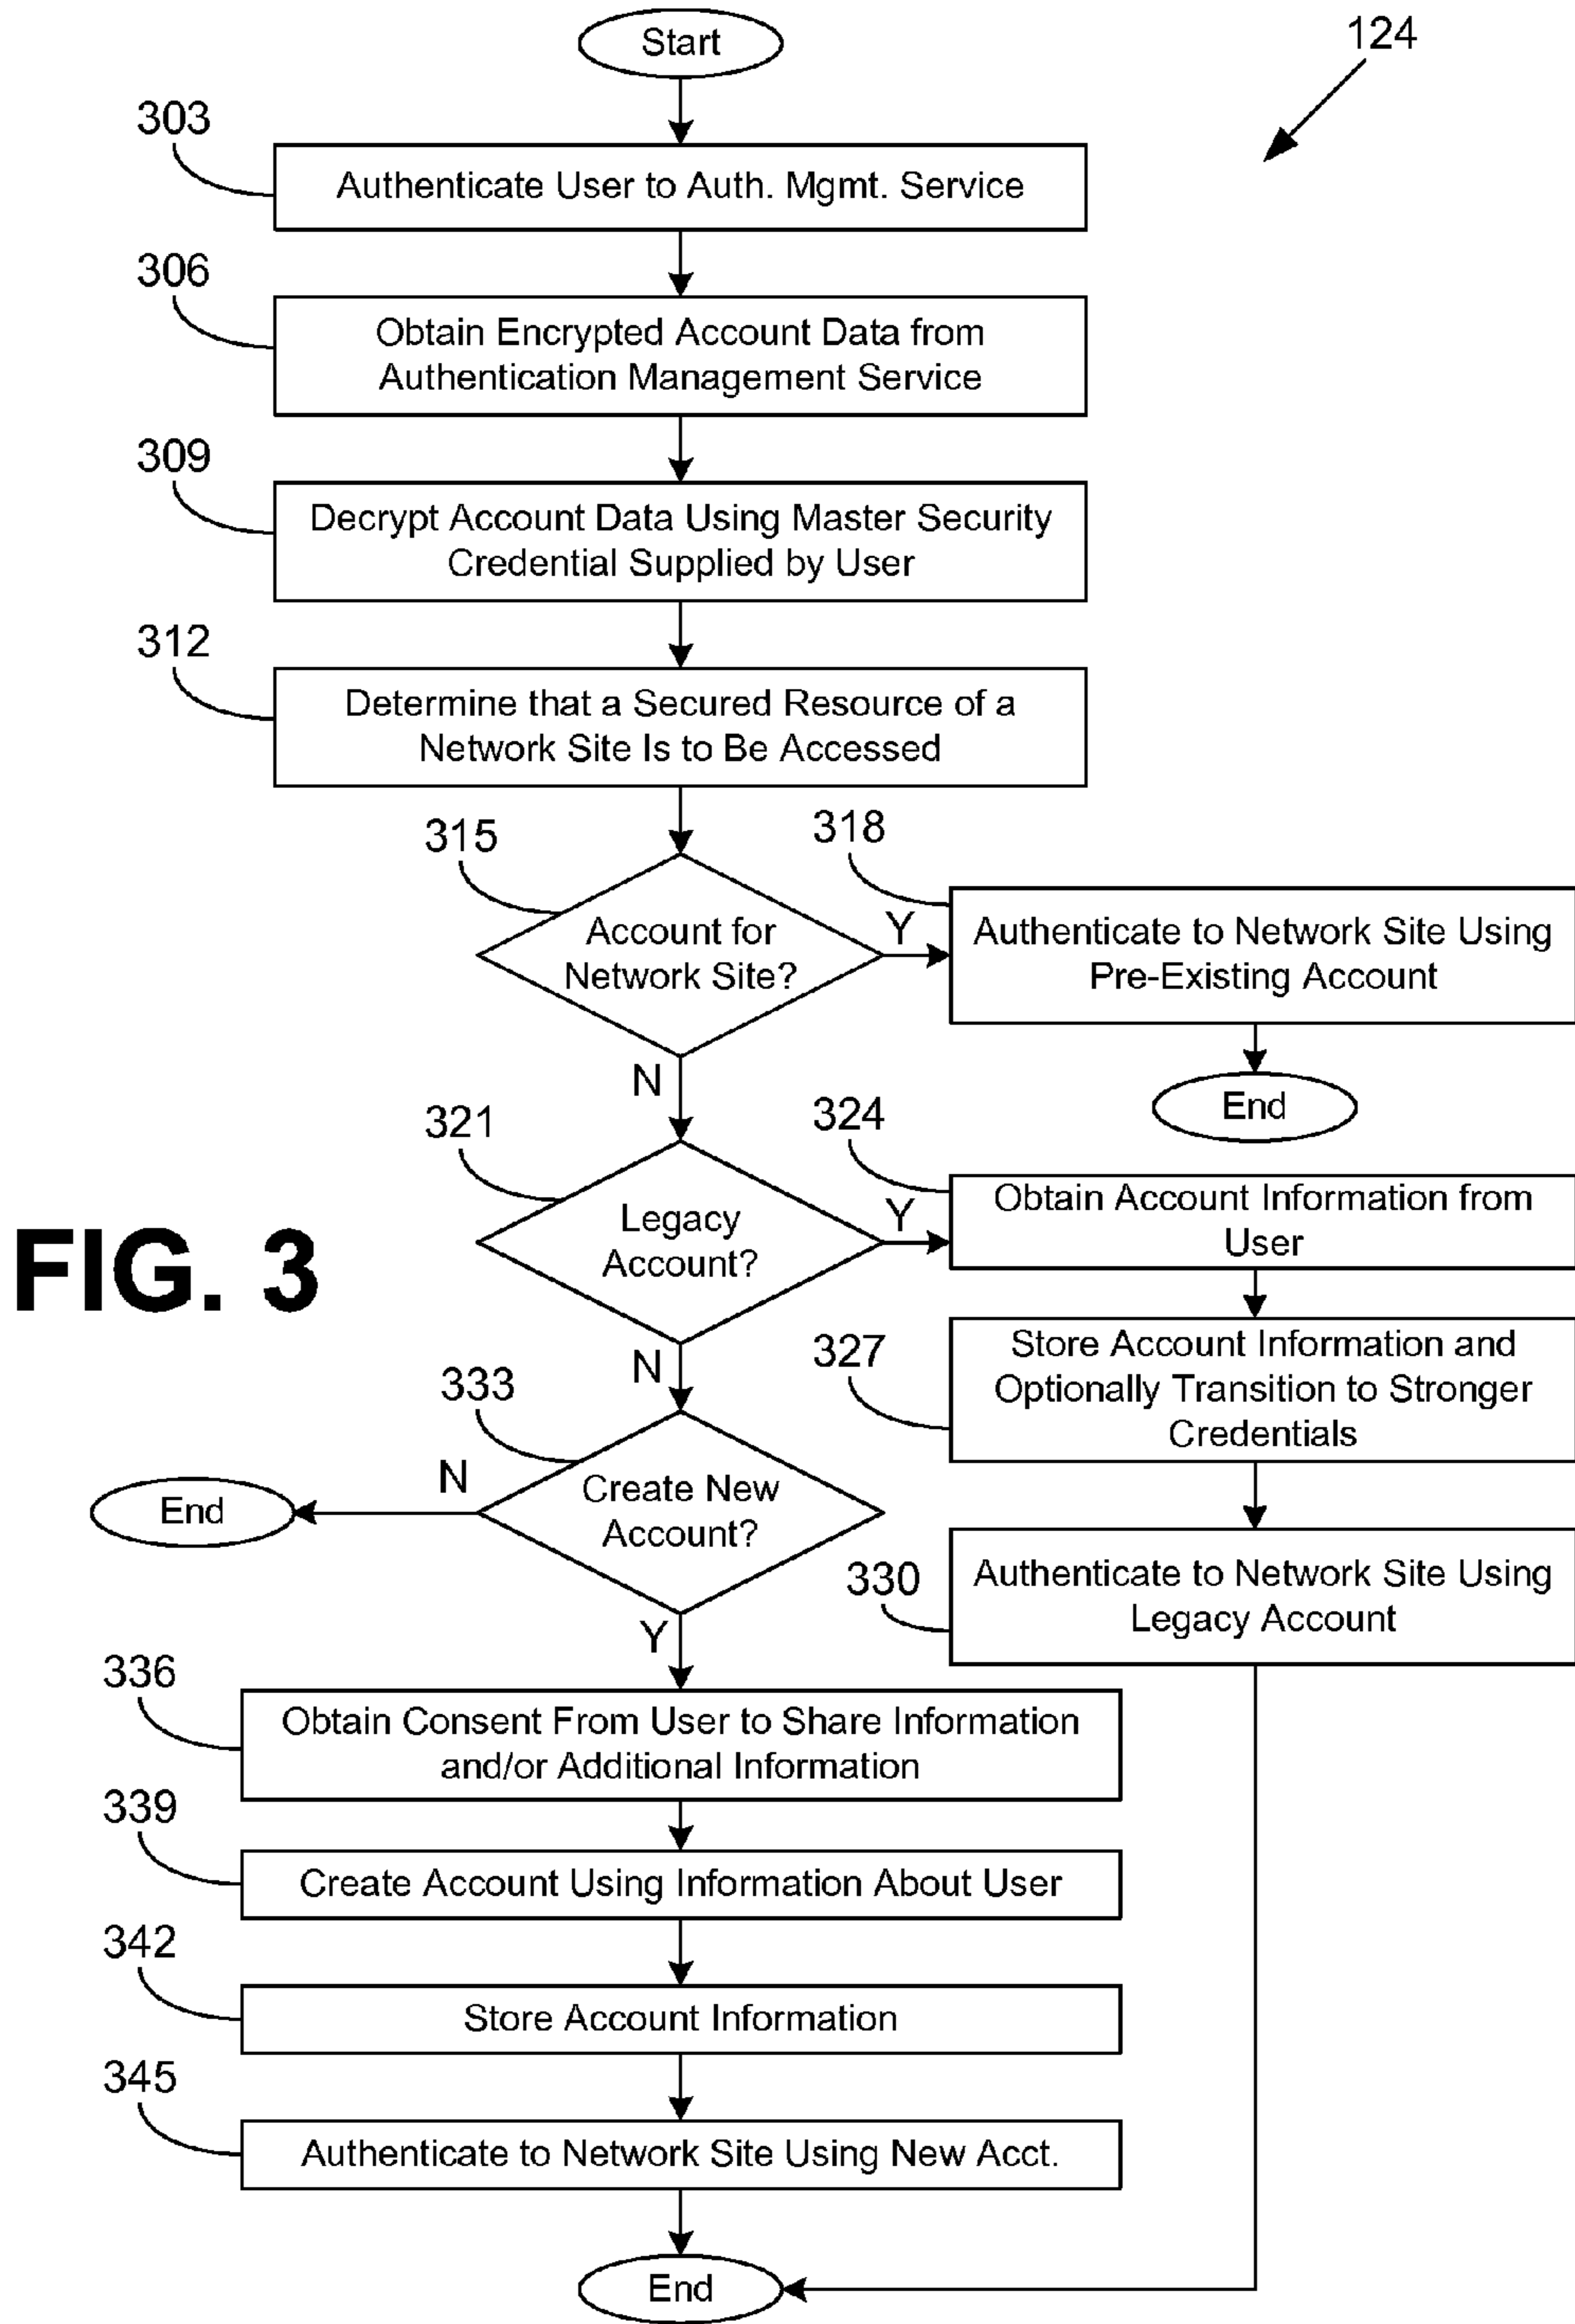 Start
124
303
Authenticate User to Auth. Mgmt. Service
306
Obtain Encrypted Account Data from
Authentication Management Service
309
Decrypt Account Data Using Master Security
Credential Supplied by User
312
Determine that a Secured Resource of a
Network Site Is to Be Accessed
315
Account for
Network Site?
Y
318
Authenticate to Network Site Using
Pre-Existing Account
End
N
321
Legacy
Account?
Y
324
Obtain Account Information from
User
327
Store Account Information and
Optionally Transition to Stronger
Credentials
330
Authenticate to Network Site Using
Legacy Account
FIG. 3
N
333
Create New
Account?
N
End
Y
336
Obtain Consent From User to Share Information
and/or Additional Information
339
Create Account Using Information About User
342
Store Account Information
345
Authenticate to Network Site Using New Acct.
End